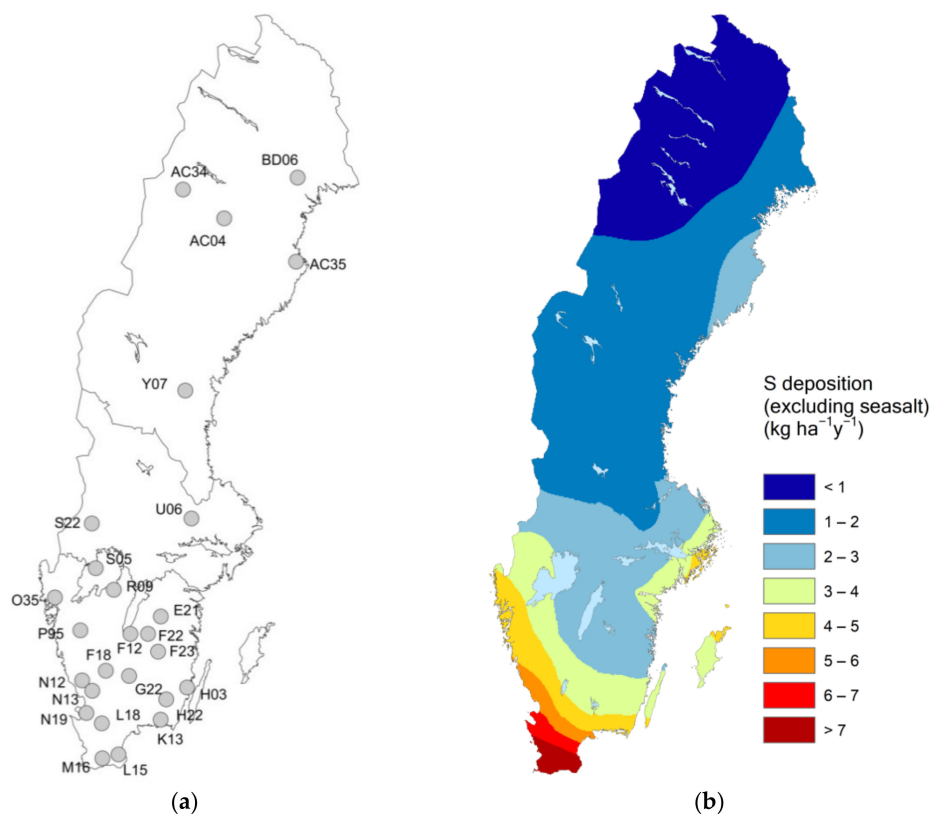 BD06
AC34
AC04
AC35
Y07
U06
S22
S05
R09
O35
E21
P95
F12
F22
F23
F18
N12
G22
H03
N13
N19
L18
H22
K13
M16
L15
(a)
S deposition
(excluding seasalt)
(kg ha⁻¹y⁻¹)
< 1
1 – 2
2 – 3
3 – 4
4 – 5
5 – 6
6 – 7
> 7
(b)